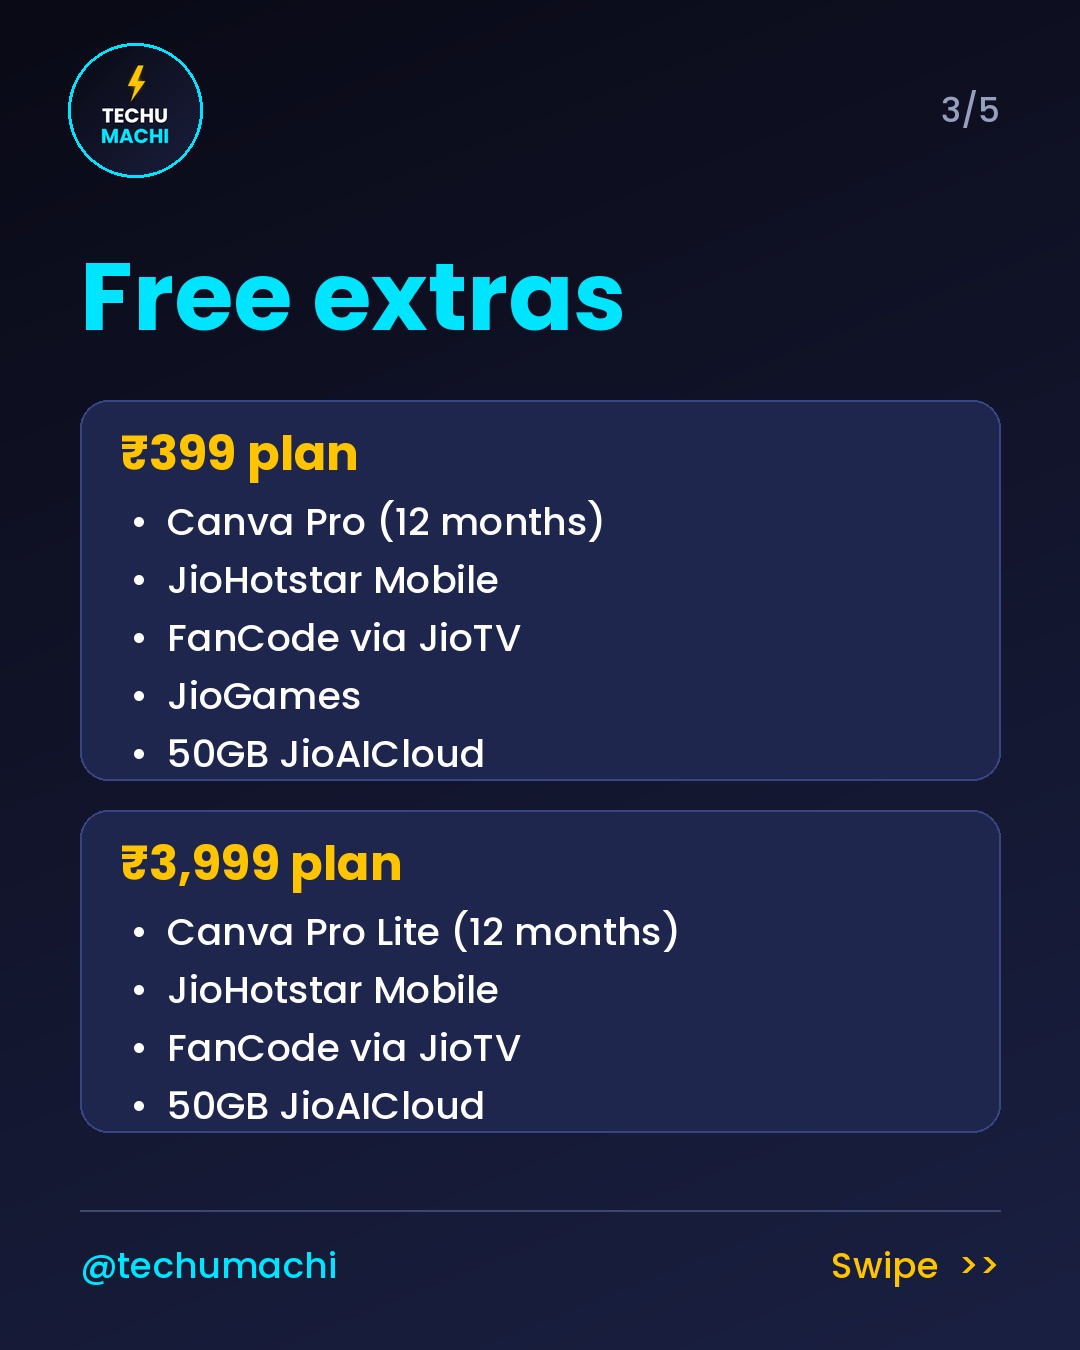 TECHU
MACHI
3/5
Free extras
₹399 plan
• Canva Pro (12 months)
• JioHotstar Mobile
• FanCode via JioTV
• JioGames
• 50GB JioAICloud
₹3,999 plan
• Canva Pro Lite (12 months)
• JioHotstar Mobile
• FanCode via JioTV
• 50GB JioAICloud
@techumachi
Swipe >>